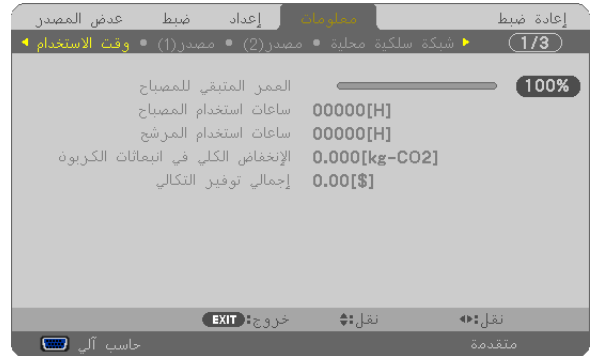 إعادة ضبط معلومات إعداد ضبط عدض المصدر
(1/3) شبكة سلكية محلية • مصدر(2) • مصدر(1) • وقت الاستخدام
العمر المتبقي للمصباح 100%
ساعات استخدام المصباح 00000[H]
ساعات استخدام المرشح 00000[H]
الإنخفاض الكلي في انبعاثات الكربون 0.000[kg-CO2]
إجمالي توفير التكالي 0.00[$]
نقل: نقل: خروج: EXIT
متقدمة حاسب آلي